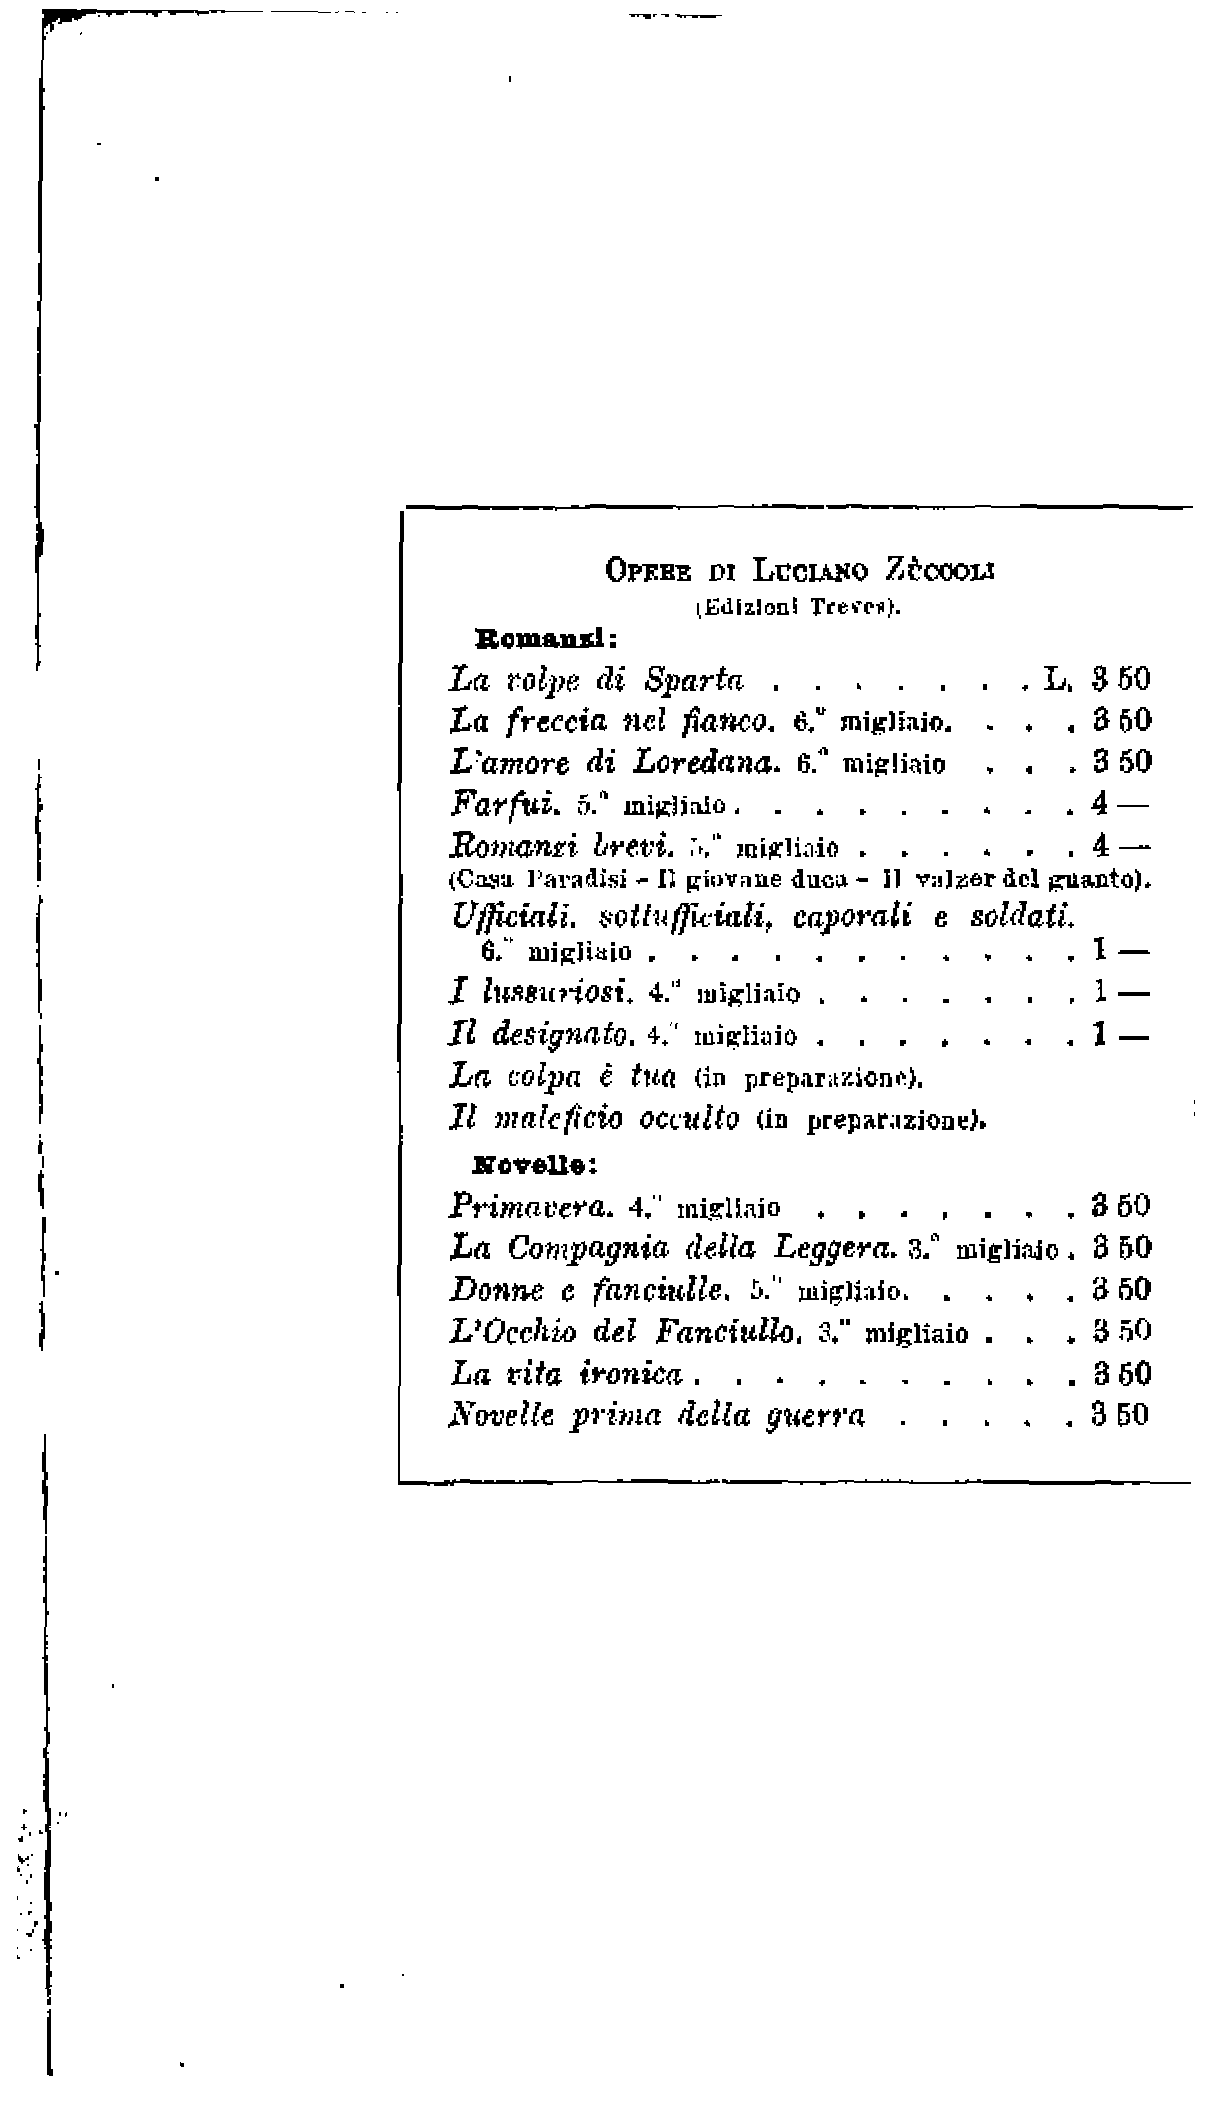 OPERE DI LUCIANO ZÙCCOLI
(Edizioni Treves).
Romanzi:
La volpe di Sparta . . . . . . . L. 3 50
La freccia nel fianco. 6.º migliaio. . . . 3 50
L'amore di Loredana. 6.º migliaio . . . 3 50
Farfui. 5.º migliaio. . . . . . . . . 4 —
Romanzi brevi. 5.º migliaio . . . . . . 4 —
(Casa Paradisi - Il giovane duca - Il valzer del guanto).
Ufficiali, sottufficiali, caporali e soldati.
6.º migliaio . . . . . . . . . . . 1 —
I lussuriosi. 4.º migliaio . . . . . . . 1 —
Il designato. 4.º migliaio . . . . . . . 1 —
La colpa è tua (in preparazione).
Il maleficio occulto (in preparazione).
Novelle:
Primavera. 4.º migliaio . . . . . . . 3 50
La Compagnia della Leggera. 3.º migliaio . 3 50
Donne e fanciulle. 5.º migliaio. . . . . 3 50
L'Occhio del Fanciullo. 3.º migliaio . . . 3 50
La vita ironica . . . . . . . . . . 3 50
Novelle prima della guerra . . . . . 3 50